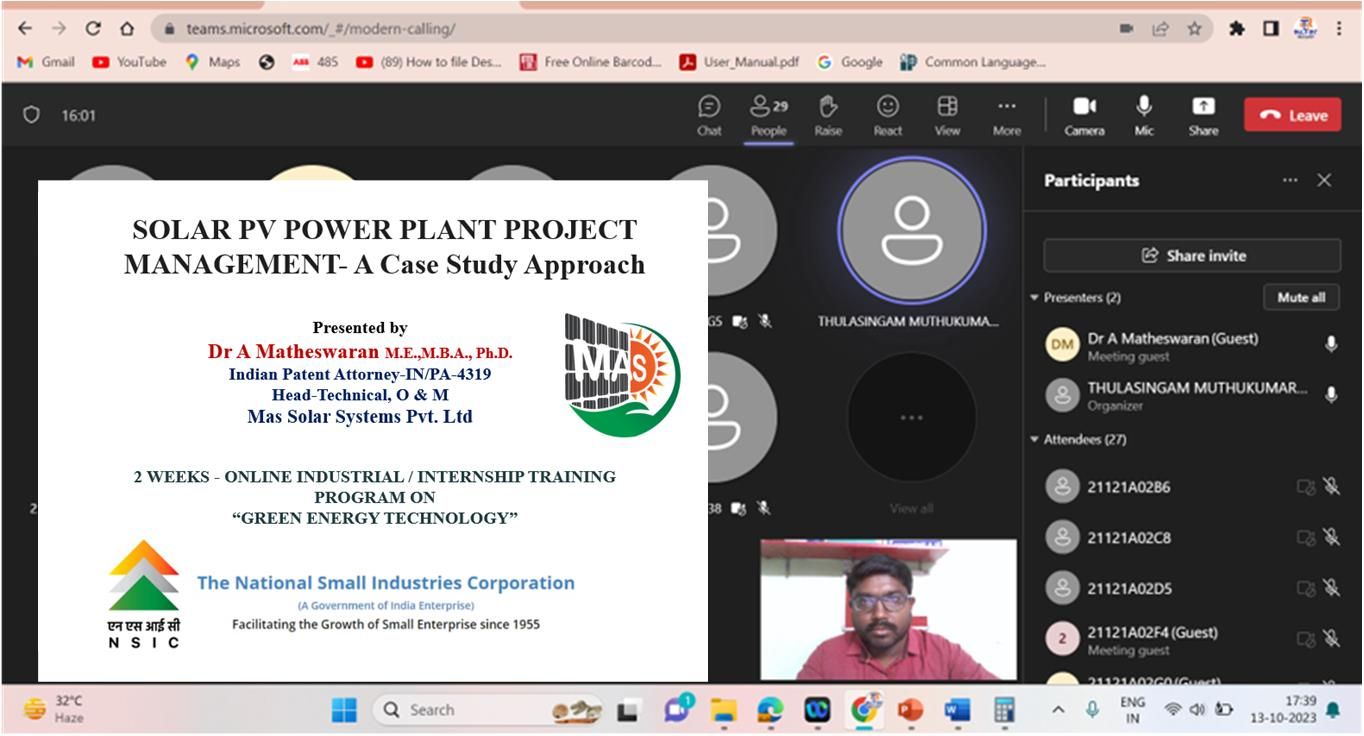 teams.microsoft.com/_#/modern-calling/
Gmail YouTube Maps ABB 485 (89) How to file Des... Free Online Barcod... User_Manual.pdf Google Common Language...
16:01
29
Chat People Raise React View More Camera Mic Share Leave
SOLAR PV POWER PLANT PROJECT
MANAGEMENT- A Case Study Approach
Presented by
Dr A Matheswaran M.E.,M.B.A., Ph.D.
Indian Patent Attorney-IN/PA-4319
Head-Technical, O & M
Mas Solar Systems Pvt. Ltd
MAS
2 WEEKS - ONLINE INDUSTRIAL / INTERNSHIP TRAINING
PROGRAM ON
“GREEN ENERGY TECHNOLOGY”
The National Small Industries Corporation
(A Government of India Enterprise)
Facilitating the Growth of Small Enterprise since 1955
एन एस आई सी
N S I C
G5
THULASINGAM MUTHUKUMA...
2
38
View all
Participants
Share invite
Presenters (2)
Mute all
DM
Dr A Matheswaran (Guest)
Meeting guest
THULASINGAM MUTHUKUMAR...
Organizer
Attendees (27)
21121A02B6
21121A02C8
21121A02D5
2
21121A02F4 (Guest)
Meeting guest
21121A02G0 (Guest)
32°C
Haze
Search
1
ENG
IN
17:39
13-10-2023